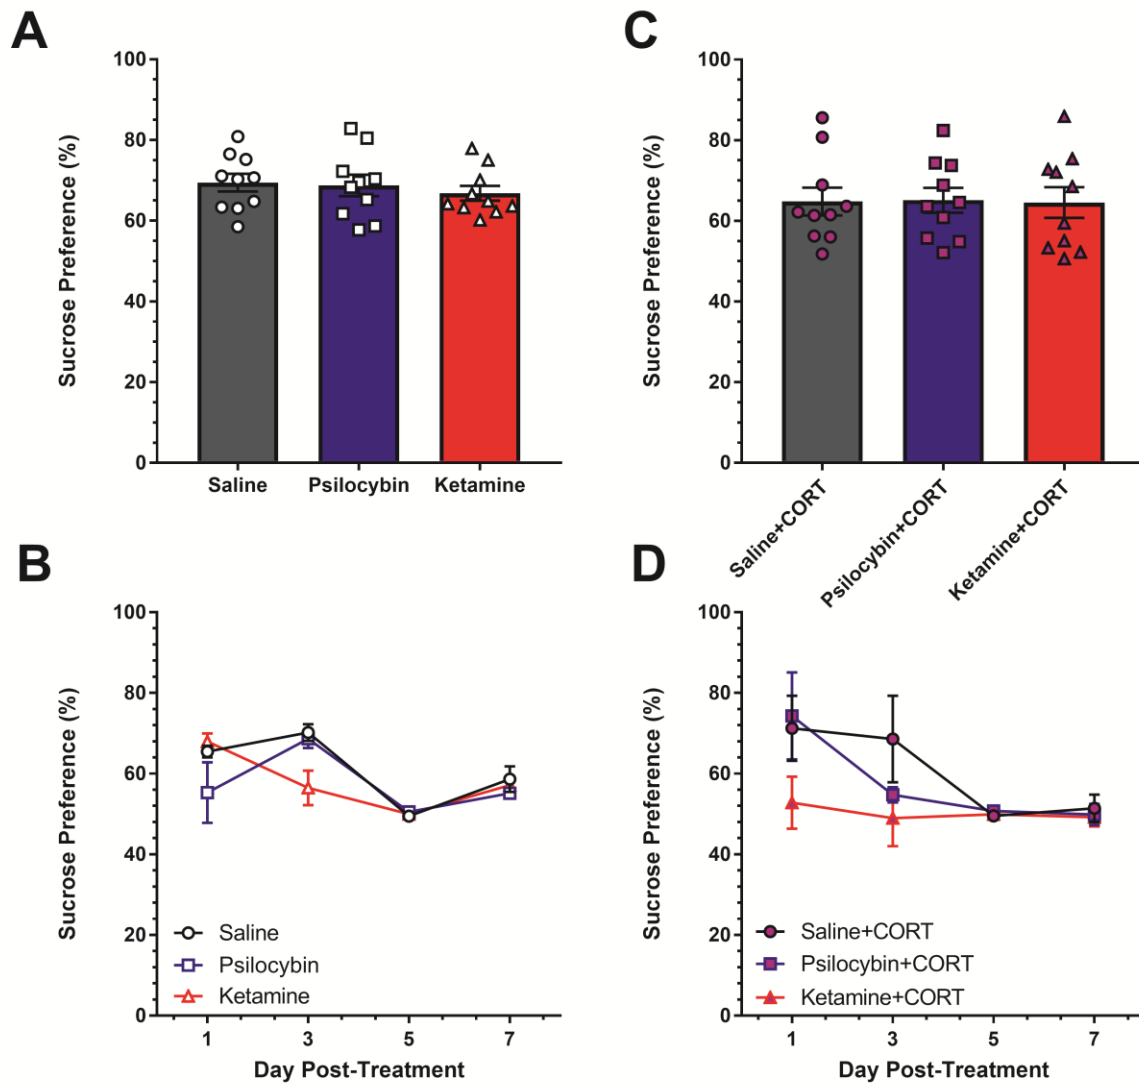 A
Sucrose Preference (%)
100
80
60
40
20
0
Saline Psilocybin Ketamine
C
Sucrose Preference (%)
100
80
60
40
20
0
Saline+CORT
Psilocybin+CORT
Ketamine+CORT
B
Sucrose Preference (%)
100
80
60
40
20
0
Saline
Psilocybin
Ketamine
1 3 5 7
Day Post-Treatment
D
Sucrose Preference (%)
100
80
60
40
20
0
Saline+CORT
Psilocybin+CORT
Ketamine+CORT
1 3 5 7
Day Post-Treatment